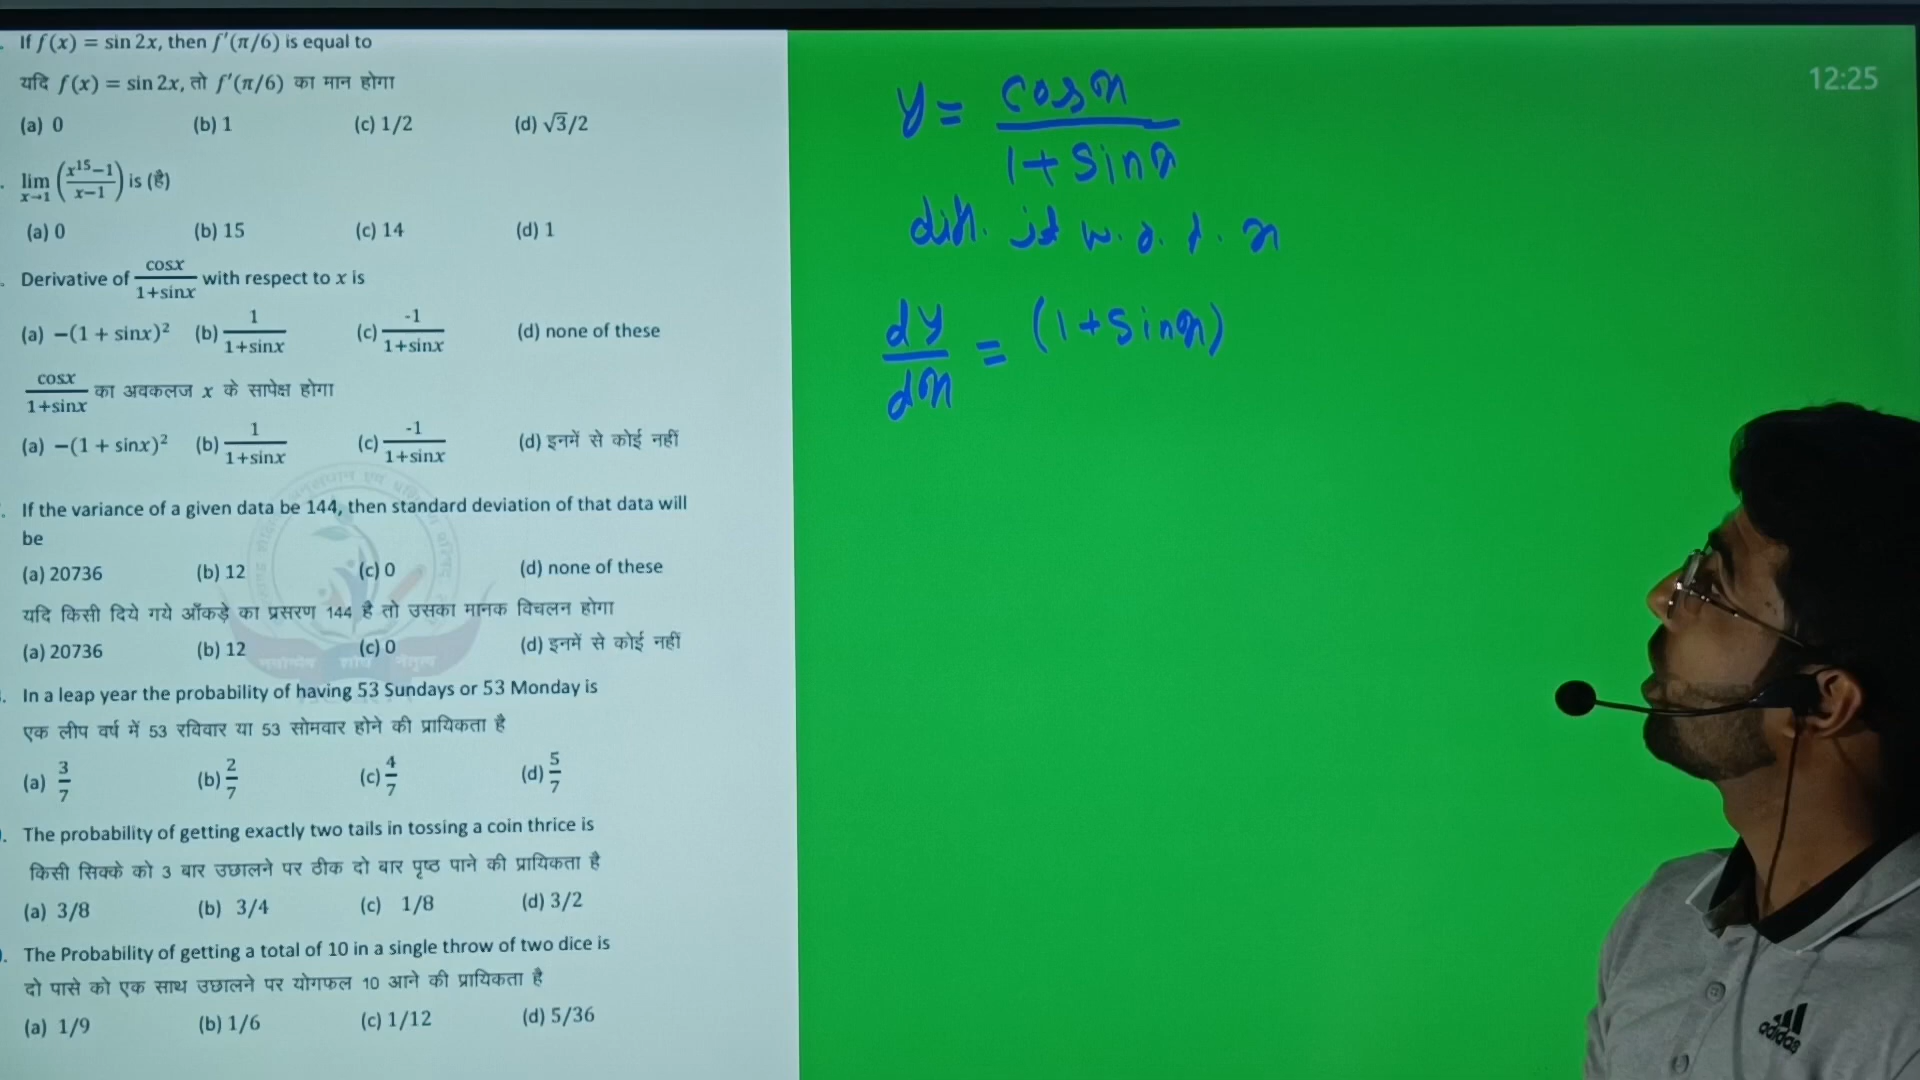 If f(x) = sin 2x, then f′(π/6) is equal to
यदि f(x) = sin 2x, तो f′(π/6) का मान होगा
(a) 0 (b) 1 (c) 1/2 (d) √3/2
lim x→1 (x¹⁵−1 / x−1) is (है)
(a) 0 (b) 15 (c) 14 (d) 1
Derivative of cosx/1+sinx with respect to x is
(a) −(1 + sinx)² (b) 1/1+sinx (c) -1/1+sinx (d) none of these
cosx/1+sinx का अवकलज x के सापेक्ष होगा
(a) −(1 + sinx)² (b) 1/1+sinx (c) -1/1+sinx (d) इनमें से कोई नहीं
If the variance of a given data be 144, then standard deviation of that data will
be
(a) 20736 (b) 12 (c) 0 (d) none of these
यदि किसी दिये गये आँकड़े का प्रसरण 144 है तो उसका मानक विचलन होगा
(a) 20736 (b) 12 (c) 0 (d) इनमें से कोई नहीं
In a leap year the probability of having 53 Sundays or 53 Monday is
एक लीप वर्ष में 53 रविवार या 53 सोमवार होने की प्रायिकता है
(a) 3/7 (b) 2/7 (c) 4/7 (d) 5/7
The probability of getting exactly two tails in tossing a coin thrice is
किसी सिक्के को 3 बार उछालने पर ठीक दो बार पृष्ठ पाने की प्रायिकता है
(a) 3/8 (b) 3/4 (c) 1/8 (d) 3/2
The Probability of getting a total of 10 in a single throw of two dice is
दो पासे को एक साथ उछालने पर योगफल 10 आने की प्रायिकता है
(a) 1/9 (b) 1/6 (c) 1/12 (d) 5/36
12:25
y = cosx/1+sinx
diff. it w.r.t. x
dy/dx = (1+sinx)
adidas